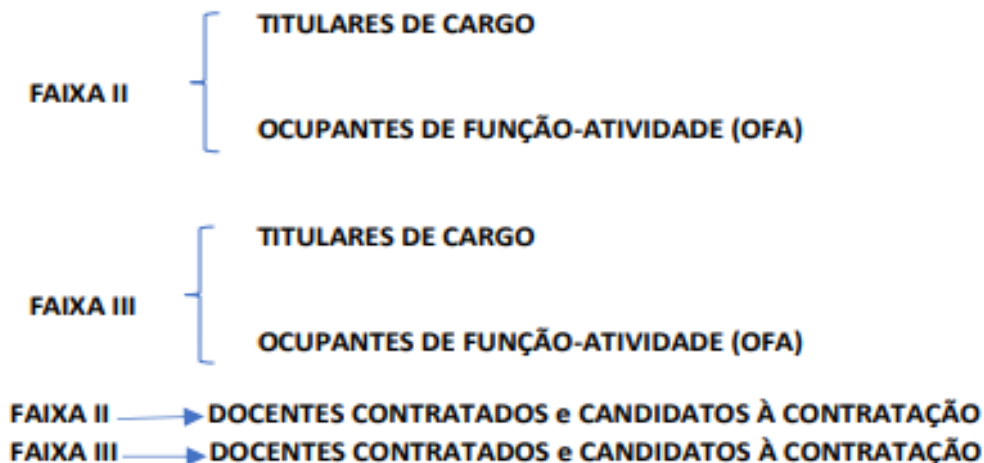 TITULARES DE CARGO
FAIXA II
OCUPANTES DE FUNÇÃO-ATIVIDADE (OFA)
TITULARES DE CARGO
FAIXA III
OCUPANTES DE FUNÇÃO-ATIVIDADE (OFA)
FAIXA II DOCENTES CONTRATADOS e CANDIDATOS À CONTRATAÇÃO
FAIXA III DOCENTES CONTRATADOS e CANDIDATOS À CONTRATAÇÃO